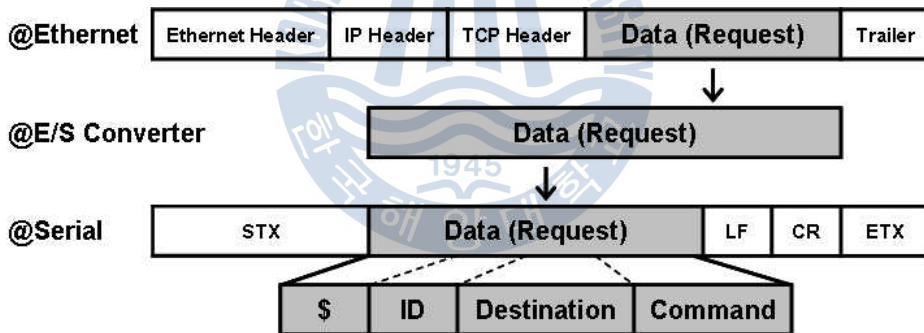 @Ethernet Ethernet Header IP Header TCP Header Data (Request) Trailer
@E/S Converter Data (Request)
1945
@Serial STX Data (Request) LF CR ETX
$ ID Destination Command